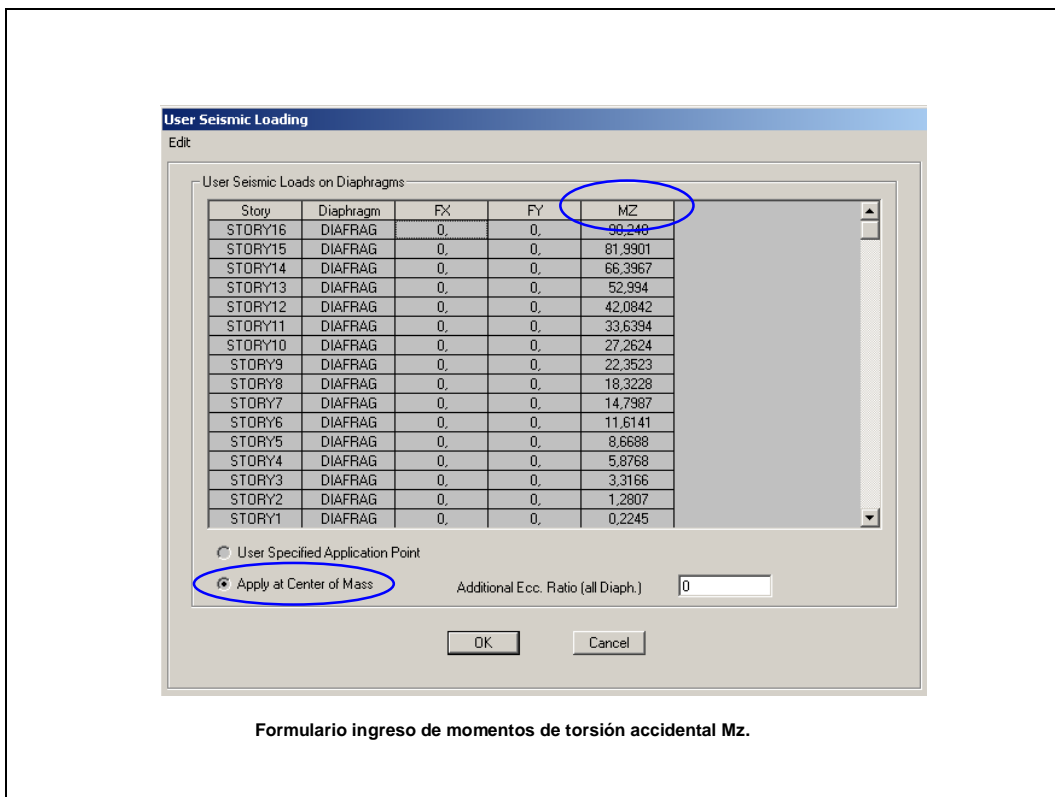 User Seismic Loading
Edit
User Seismic Loads on Diaphragms
Story Diaphragm FX FY MZ
STORY16 DIAFRAG 0, 0,
STORY15 DIAFRAG 0, 0, 81,9901
STORY14 DIAFRAG 0, 0, 66,3967
STORY13 DIAFRAG 0, 0, 52,994
STORY12 DIAFRAG 0, 0, 42,0842
STORY11 DIAFRAG 0, 0, 33,6394
STORY10 DIAFRAG 0, 0, 27,2624
STORY9 DIAFRAG 0, 0, 22,3523
STORY8 DIAFRAG 0, 0, 18,3228
STORY7 DIAFRAG 0, 0, 14,7987
STORY6 DIAFRAG 0, 0, 11,6141
STORY5 DIAFRAG 0, 0, 8,6688
STORY4 DIAFRAG 0, 0, 5,8768
STORY3 DIAFRAG 0, 0, 3,3166
STORY2 DIAFRAG 0, 0, 1,2807
STORY1 DIAFRAG 0, 0, 0,2245
User Specified Application Point
Apply at Center of Mass Additional Ecc. Ratio (all Diaph.) 0
OK Cancel
Formulario ingreso de momentos de torsión accidental Mz.